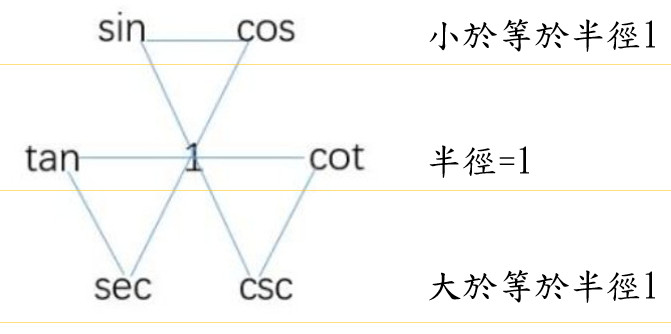 sin cos 小於等於半徑1
tan 1 cot 半徑=1
sec csc 大於等於半徑1